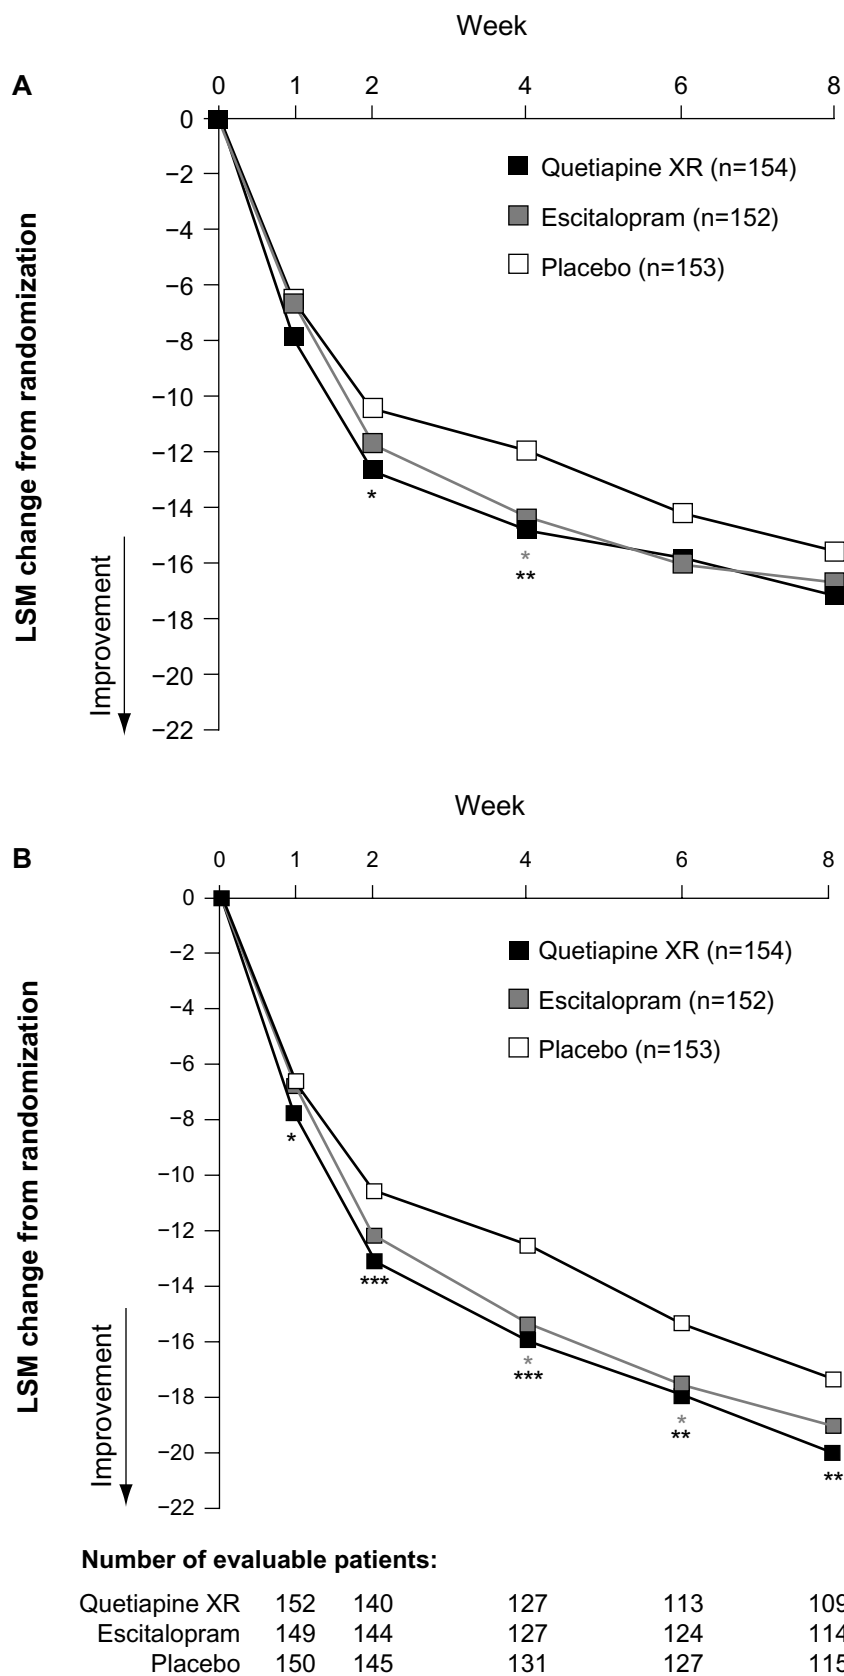 Week
A
0 1 2 4 6 8
0
−2
−4
−6
−8
−10
−12
−14
−16
−18
−20
−22
LSM change from randomization
Improvement
Quetiapine XR (n=154)
Escitalopram (n=152)
Placebo (n=153)
*
*
**
Week
B
0 1 2 4 6 8
0
−2
−4
−6
−8
−10
−12
−14
−16
−18
−20
−22
LSM change from randomization
Improvement
Quetiapine XR (n=154)
Escitalopram (n=152)
Placebo (n=153)
*
***
*
***
*
**
**
Number of evaluable patients:
Quetiapine XR 152 140 127 113 109
Escitalopram 149 144 127 124 114
Placebo 150 145 131 127 115